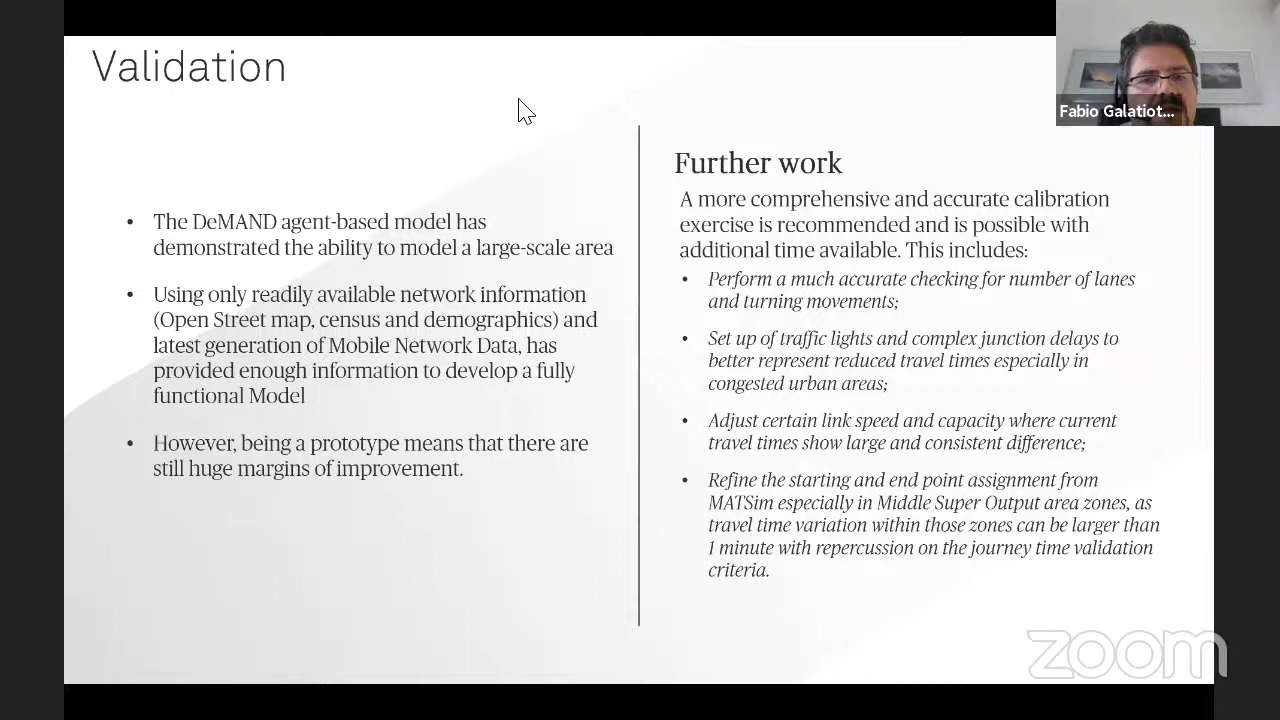 Validation
Fabio Galatiot...
• The DeMAND agent-based model has
demonstrated the ability to model a large-scale area
• Using only readily available network information
(Open Street map, census and demographics) and
latest generation of Mobile Network Data, has
provided enough information to develop a fully
functional Model
• However, being a prototype means that there are
still huge margins of improvement.
Further work
A more comprehensive and accurate calibration
exercise is recommended and is possible with
additional time available. This includes:
• Perform a much accurate checking for number of lanes
and turning movements;
• Set up of traffic lights and complex junction delays to
better represent reduced travel times especially in
congested urban areas;
• Adjust certain link speed and capacity where current
travel times show large and consistent difference;
• Refine the starting and end point assignment from
MATSim especially in Middle Super Output area zones, as
travel time variation within those zones can be larger than
1 minute with repercussion on the journey time validation
criteria.
zoom